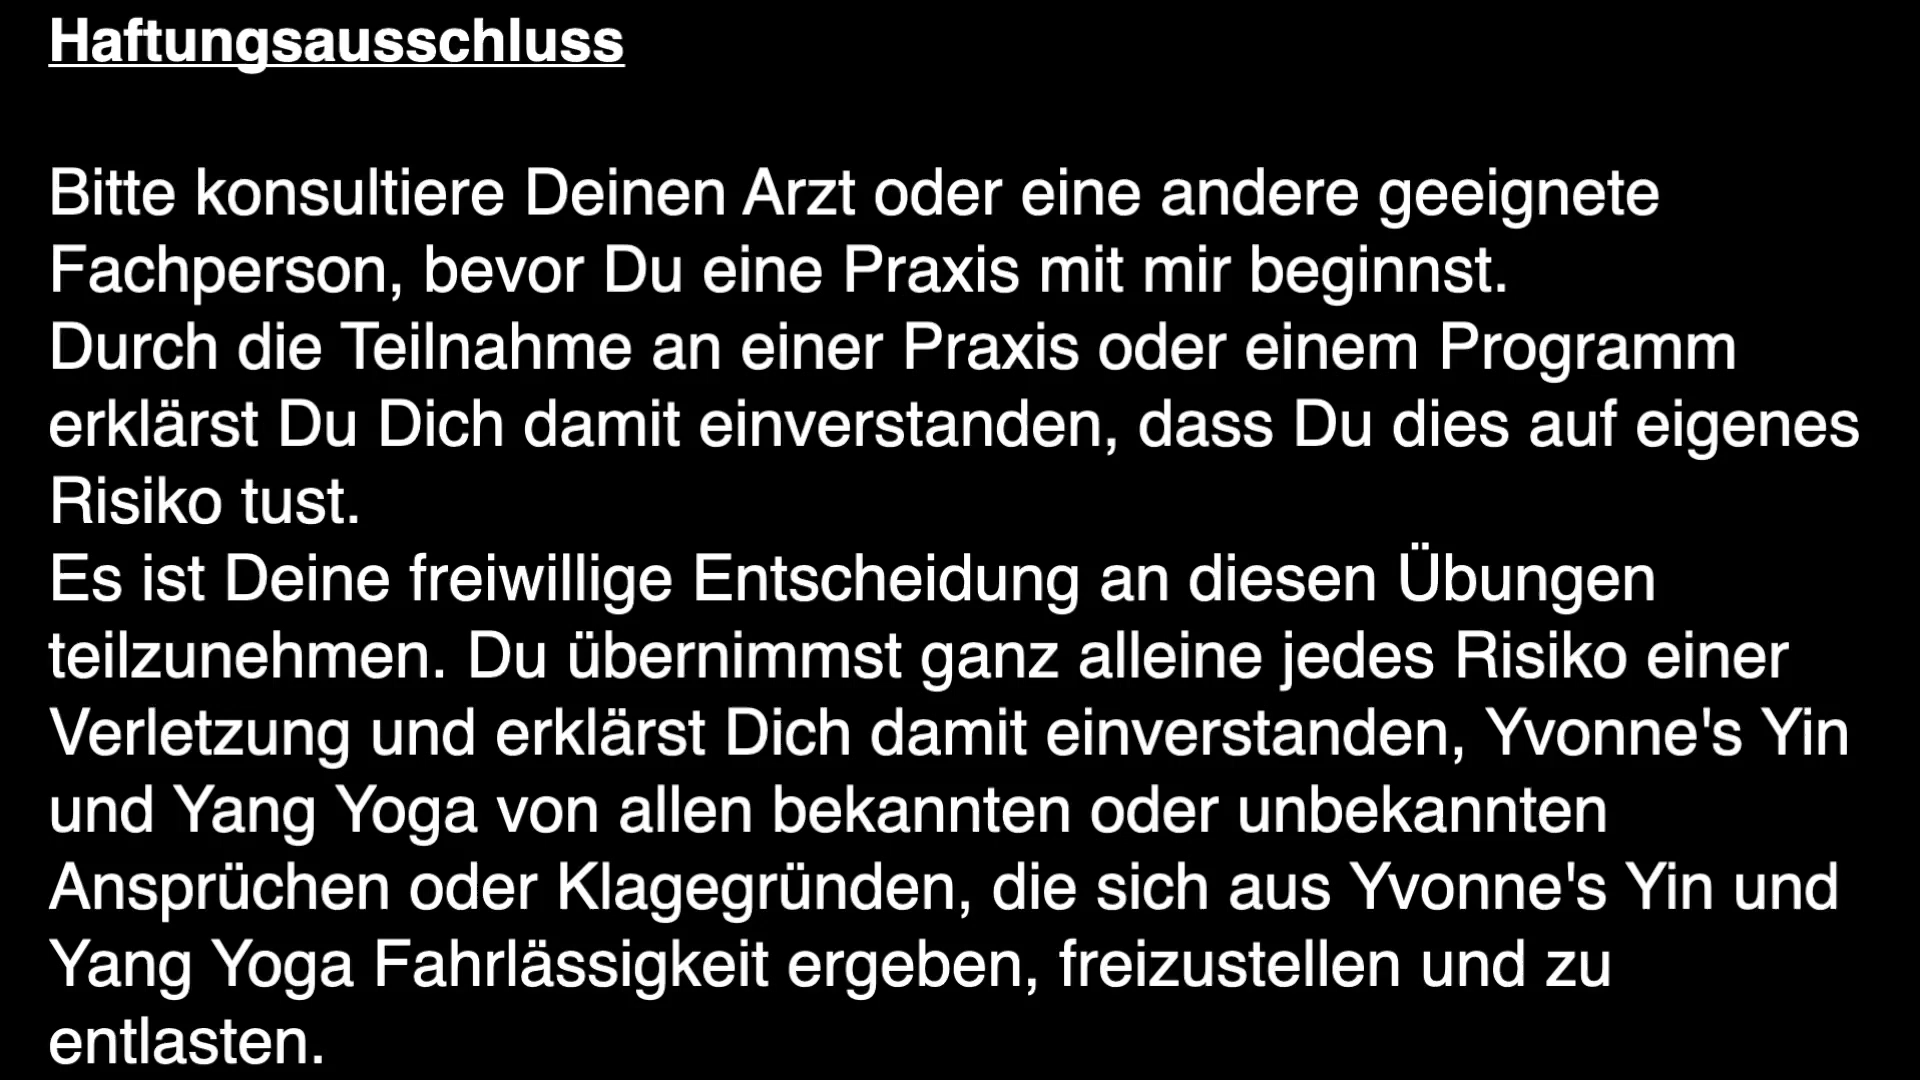 Haftungsausschluss
Bitte konsultiere Deinen Arzt oder eine andere geeignete
Fachperson, bevor Du eine Praxis mit mir beginnst.
Durch die Teilnahme an einer Praxis oder einem Programm
erklärst Du Dich damit einverstanden, dass Du dies auf eigenes
Risiko tust.
Es ist Deine freiwillige Entscheidung an diesen Übungen
teilzunehmen. Du übernimmst ganz alleine jedes Risiko einer
Verletzung und erklärst Dich damit einverstanden, Yvonne's Yin
und Yang Yoga von allen bekannten oder unbekannten
Ansprüchen oder Klagegründen, die sich aus Yvonne's Yin und
Yang Yoga Fahrlässigkeit ergeben, freizustellen und zu
entlasten.